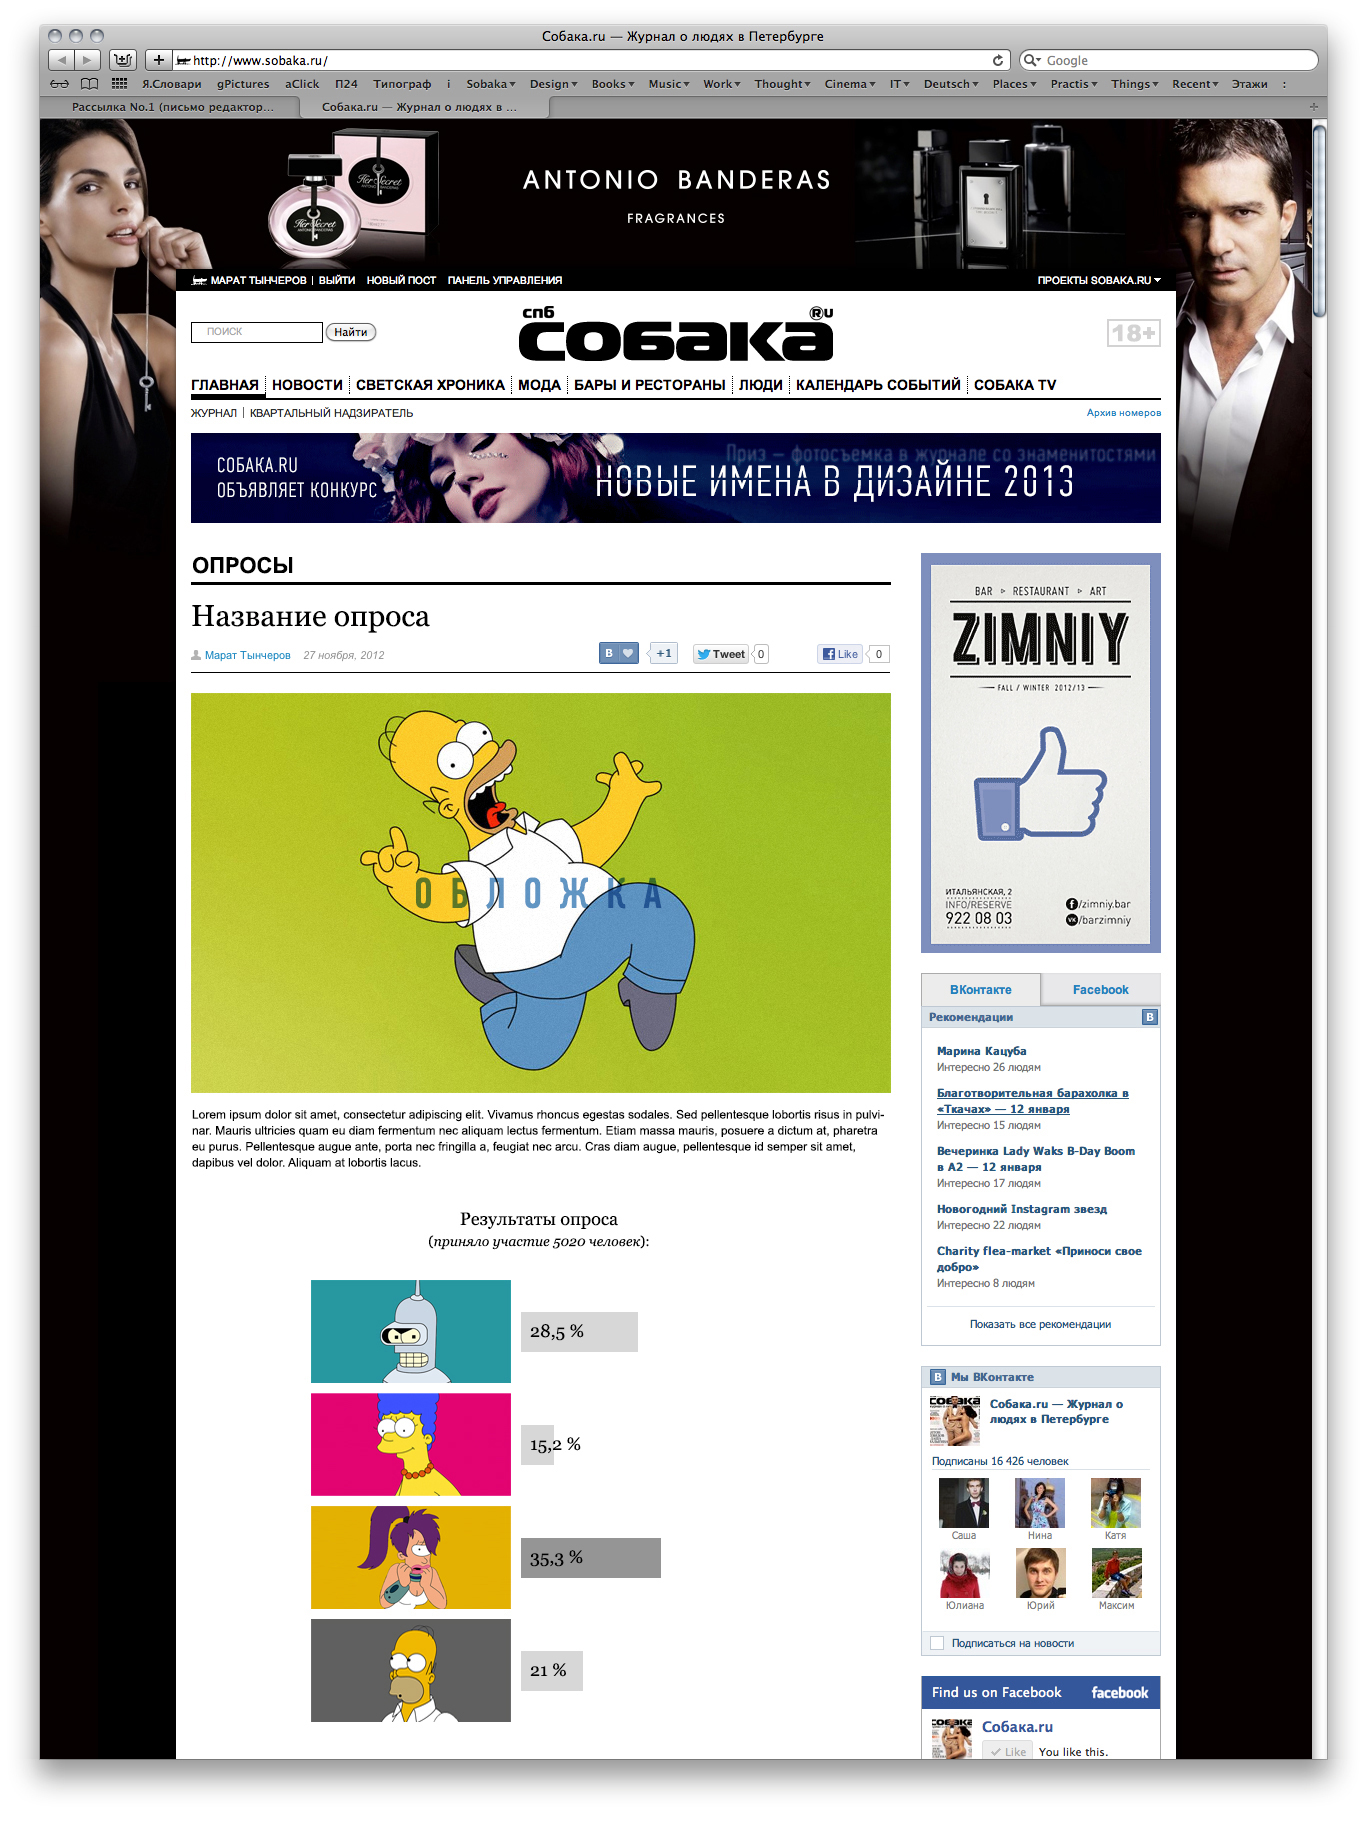 Собака.ru — Журнал о людях в Петербурге
http://www.sobaka.ru/
Google
Я.Словари gPictures aClick П24 Типограф i Sobaka Design Books Music Work Thought Cinema IT Deutsch Places Practis Things Recent Этажи :
Рассылка No.1 (письмо редактор...
Собака.ru — Журнал о людях в ...
Her Secret
ANTONIO BANDERAS
Her Secret
ANTONIO BANDERAS
FRAGRANCES
МАРАТ ТЫНЧЕРОВ | ВЫЙТИ НОВЫЙ ПОСТ ПАНЕЛЬ УПРАВЛЕНИЯ
ПРОЕКТЫ SOBAKA.RU
ПОИСК
Найти
спб
собака ®u
18+
ГЛАВНАЯ НОВОСТИ СВЕТСКАЯ ХРОНИКА МОДА БАРЫ И РЕСТОРАНЫ ЛЮДИ КАЛЕНДАРЬ СОБЫТИЙ СОБАКА TV
ЖУРНАЛ | КВАРТАЛЬНЫЙ НАДЗИРАТЕЛЬ
Архив номеров
СОБАКА.RU
ОБЪЯВЛЯЕТ КОНКУРС
Приз – фотосъемка в журнале со знаменитостями
НОВЫЕ ИМЕНА В ДИЗАЙНЕ 2013
ОПРОСЫ
Название опроса
Марат Тынчеров 27 ноября, 2012
B +1 Tweet 0 Like 0
ОБЛОЖКА
Lorem ipsum dolor sit amet, consectetur adipiscing elit. Vivamus rhoncus egestas sodales. Sed pellentesque lobortis risus in pulvi-
nar. Mauris ultricies quam eu diam fermentum nec aliquam lectus fermentum. Etiam massa mauris, posuere a dictum at, pharetra
eu purus. Pellentesque augue ante, porta nec fringilla a, feugiat nec arcu. Cras diam augue, pellentesque id semper sit amet,
dapibus vel dolor. Aliquam at lobortis lacus.
Результаты опроса
(приняло участие 5020 человек):
28,5 %
15,2 %
35,3 %
21 %
BAR ▹ RESTAURANT ▹ ART
ZIMNIY
FALL / WINTER 2012/13
ИТАЛЬЯНСКАЯ, 2
INFO/RESERVE
922 08 03
/zimniy.bar
/barzimniy
ВКонтакте
Facebook
Рекомендации B
Марина Кацуба
Интересно 26 людям
Благотворительная барахолка в
«Ткачах» — 12 января
Интересно 15 людям
Вечеринка Lady Waks B-Day Boom
в А2 — 12 января
Интересно 17 людям
Новогодний Instagram звезд
Интересно 22 людям
Charity flea-market «Приноси свое
добро»
Интересно 8 людям
Показать все рекомендации
B Мы ВКонтакте
собака
Собака.ru — Журнал о
людях в Петербурге
Подписаны 16 426 человек
Саша Нина Катя
Юлиана Юрий Максим
Подписаться на новости
Find us on Facebook
facebook
собака
Собака.ru
Like
You like this.